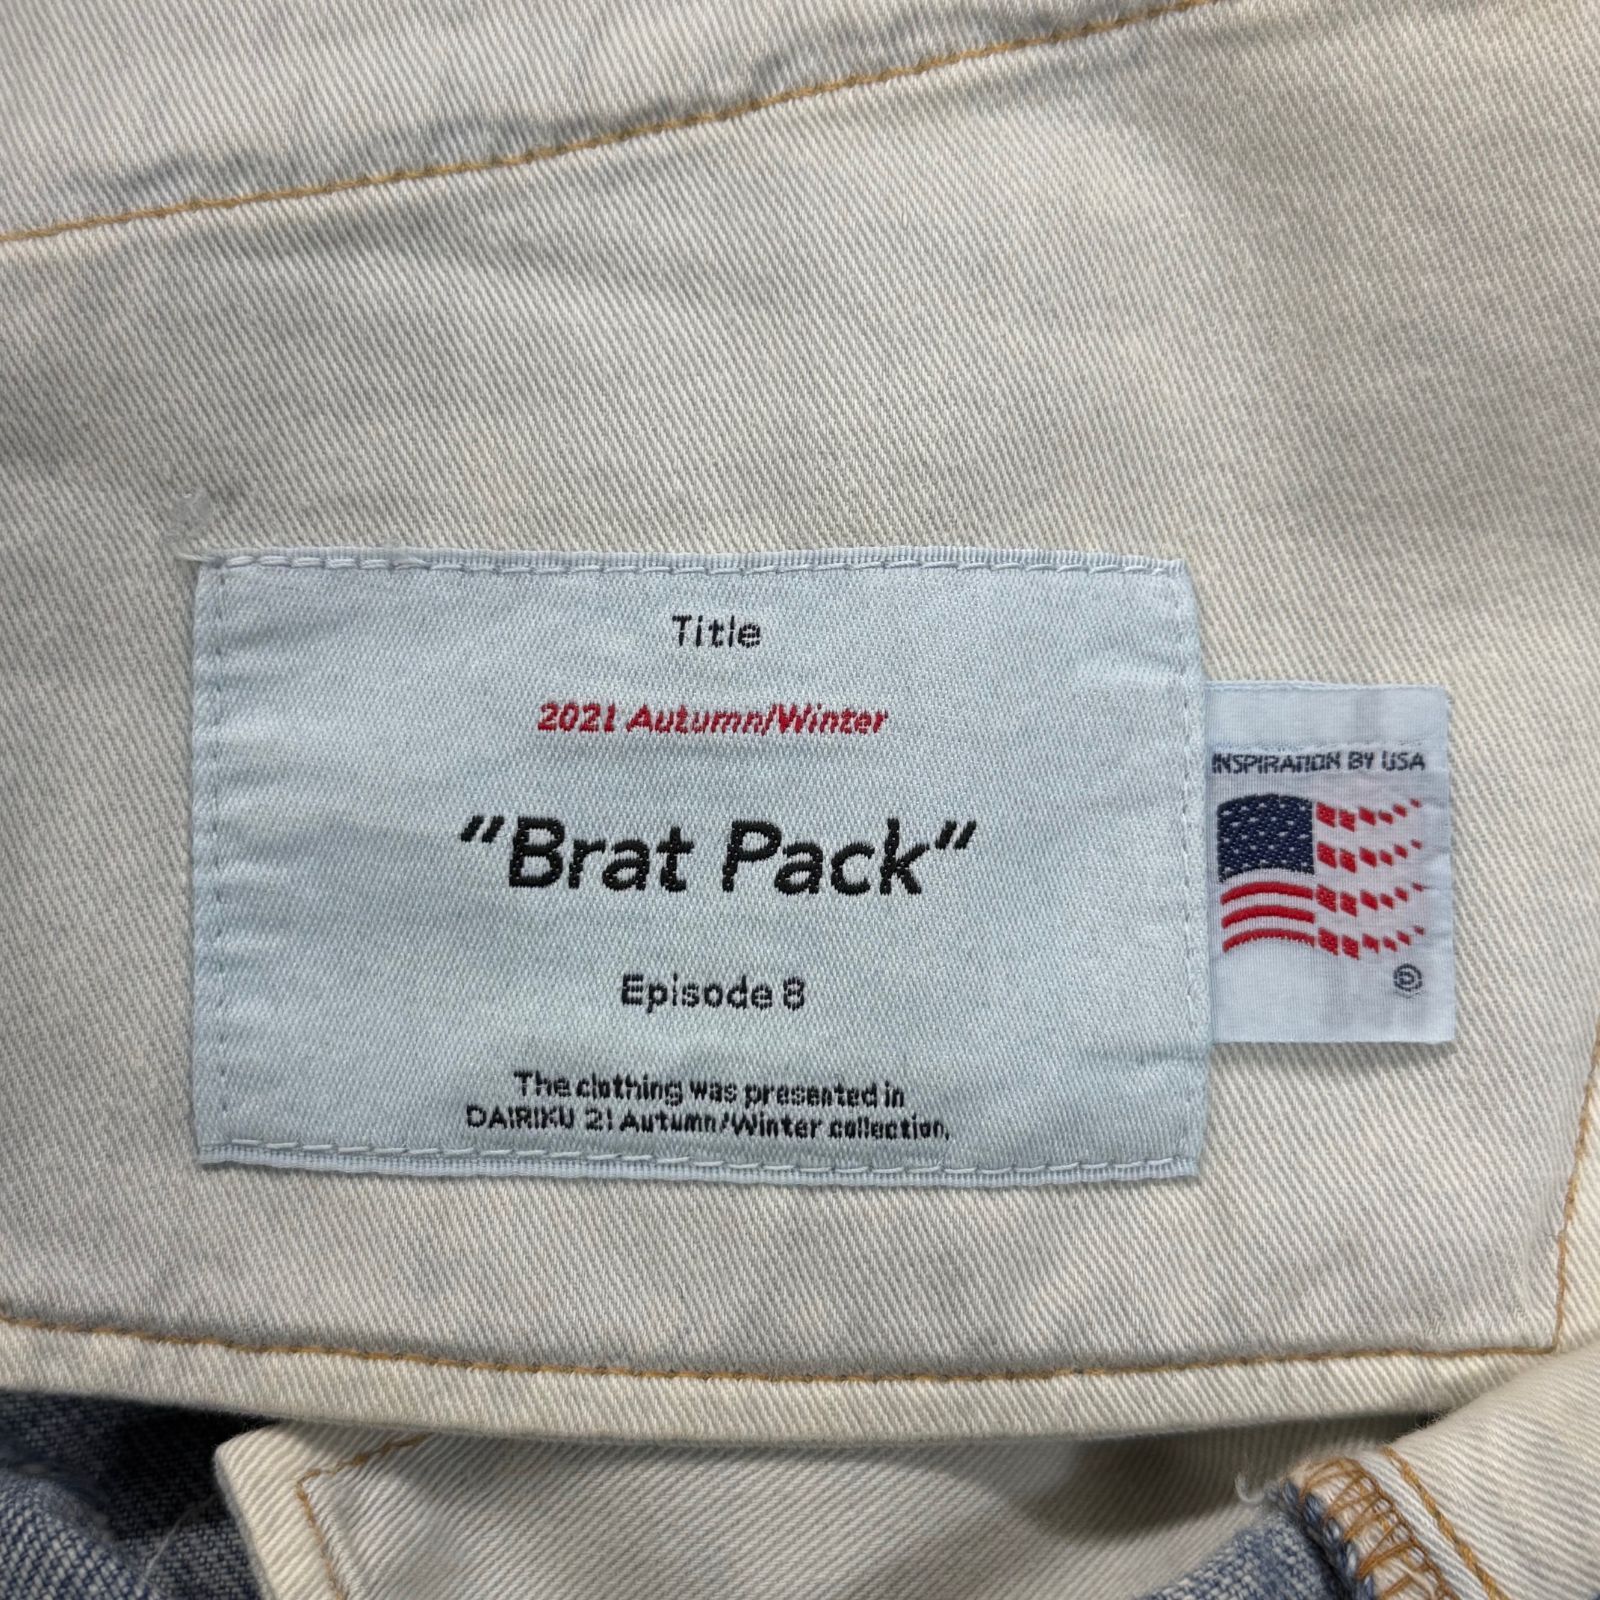 Title
2021 Autumn/Winter
"Brat Pack"
Episode 8
The clothing was presented in
DAIRIKU 21 Autumn/Winter collection.
INSPIRATION BY USA
©